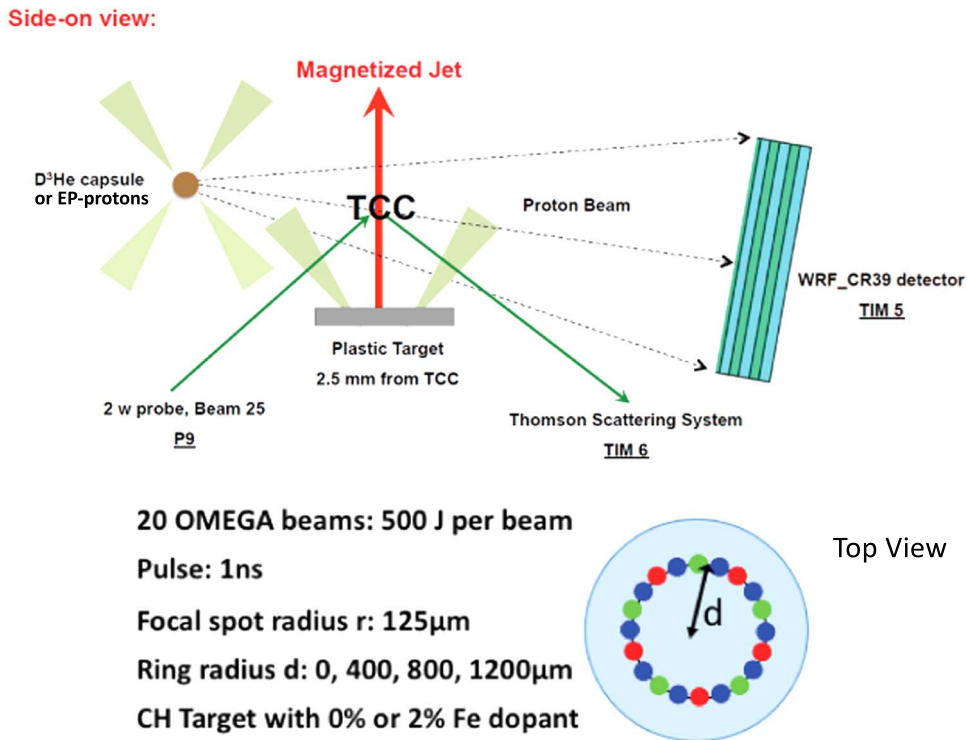 Side-on view:
Magnetized Jet
D³He capsule
or EP-protons
TCC
Proton Beam
WRF_CR39 detector
TIM 5
Plastic Target
2.5 mm from TCC
2 w probe, Beam 25
P9
Thomson Scattering System
TIM 6
20 OMEGA beams: 500 J per beam
Pulse: 1ns
Focal spot radius r: 125μm
Ring radius d: 0, 400, 800, 1200μm
CH Target with 0% or 2% Fe dopant
d
Top View